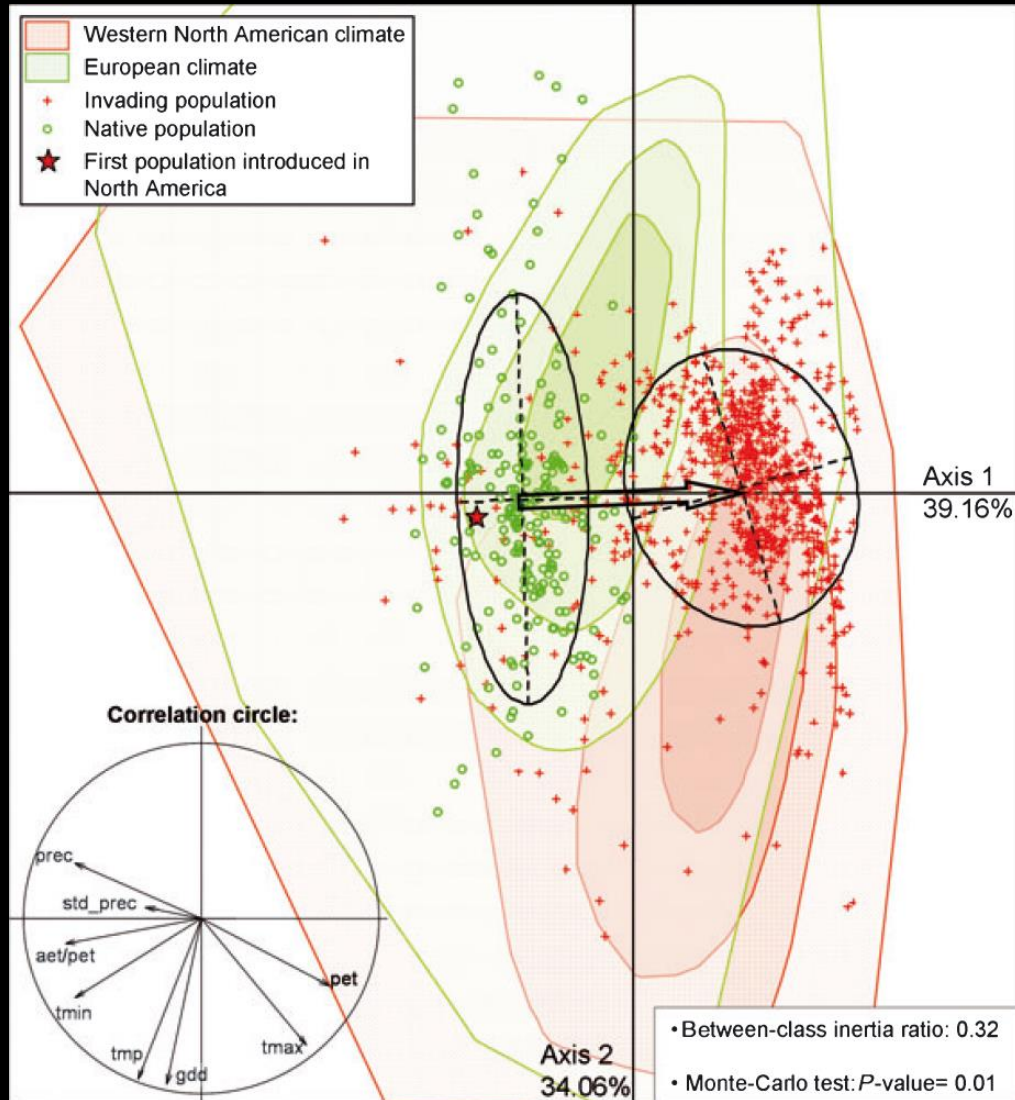 Western North American climate
European climate
Invading population
Native population
First population introduced in
North America
Axis 1
39.16%
Correlation circle:
prec
std_prec
aet/pet
tmin
tmp
gdd
tmax
pet
Axis 2
34.06%
• Between-class inertia ratio: 0.32
• Monte-Carlo test: P-value= 0.01